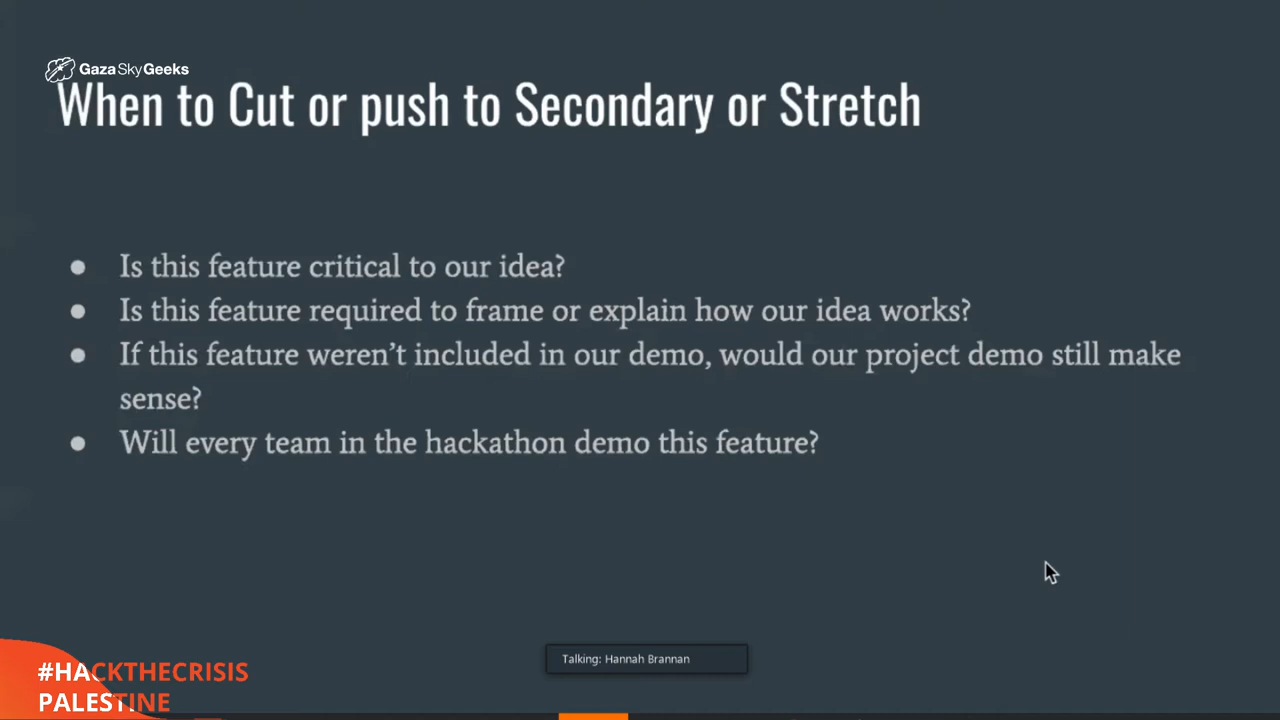 Gaza Sky Geeks
When to Cut or push to Secondary or Stretch
● Is this feature critical to our idea?
● Is this feature required to frame or explain how our idea works?
● If this feature weren’t included in our demo, would our project demo still make
sense?
● Will every team in the hackathon demo this feature?
Talking: Hannah Brannan
#HACKTHECRISIS
PALESTINE